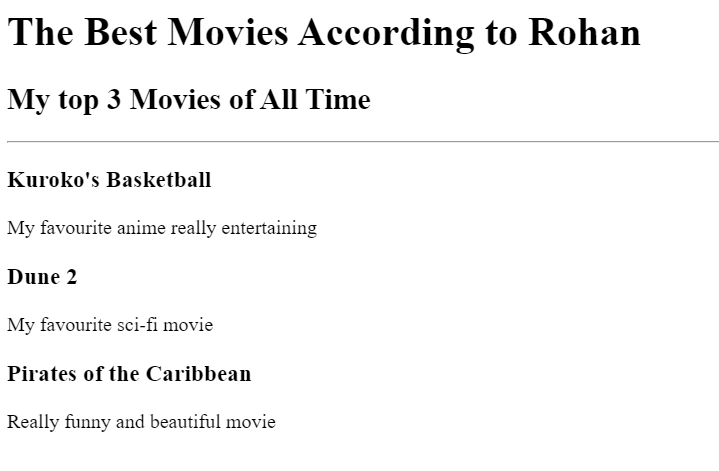 The Best Movies According to Rohan
My top 3 Movies of All Time
Kuroko's Basketball
My favourite anime really entertaining
Dune 2
My favourite sci-fi movie
Pirates of the Caribbean
Really funny and beautiful movie